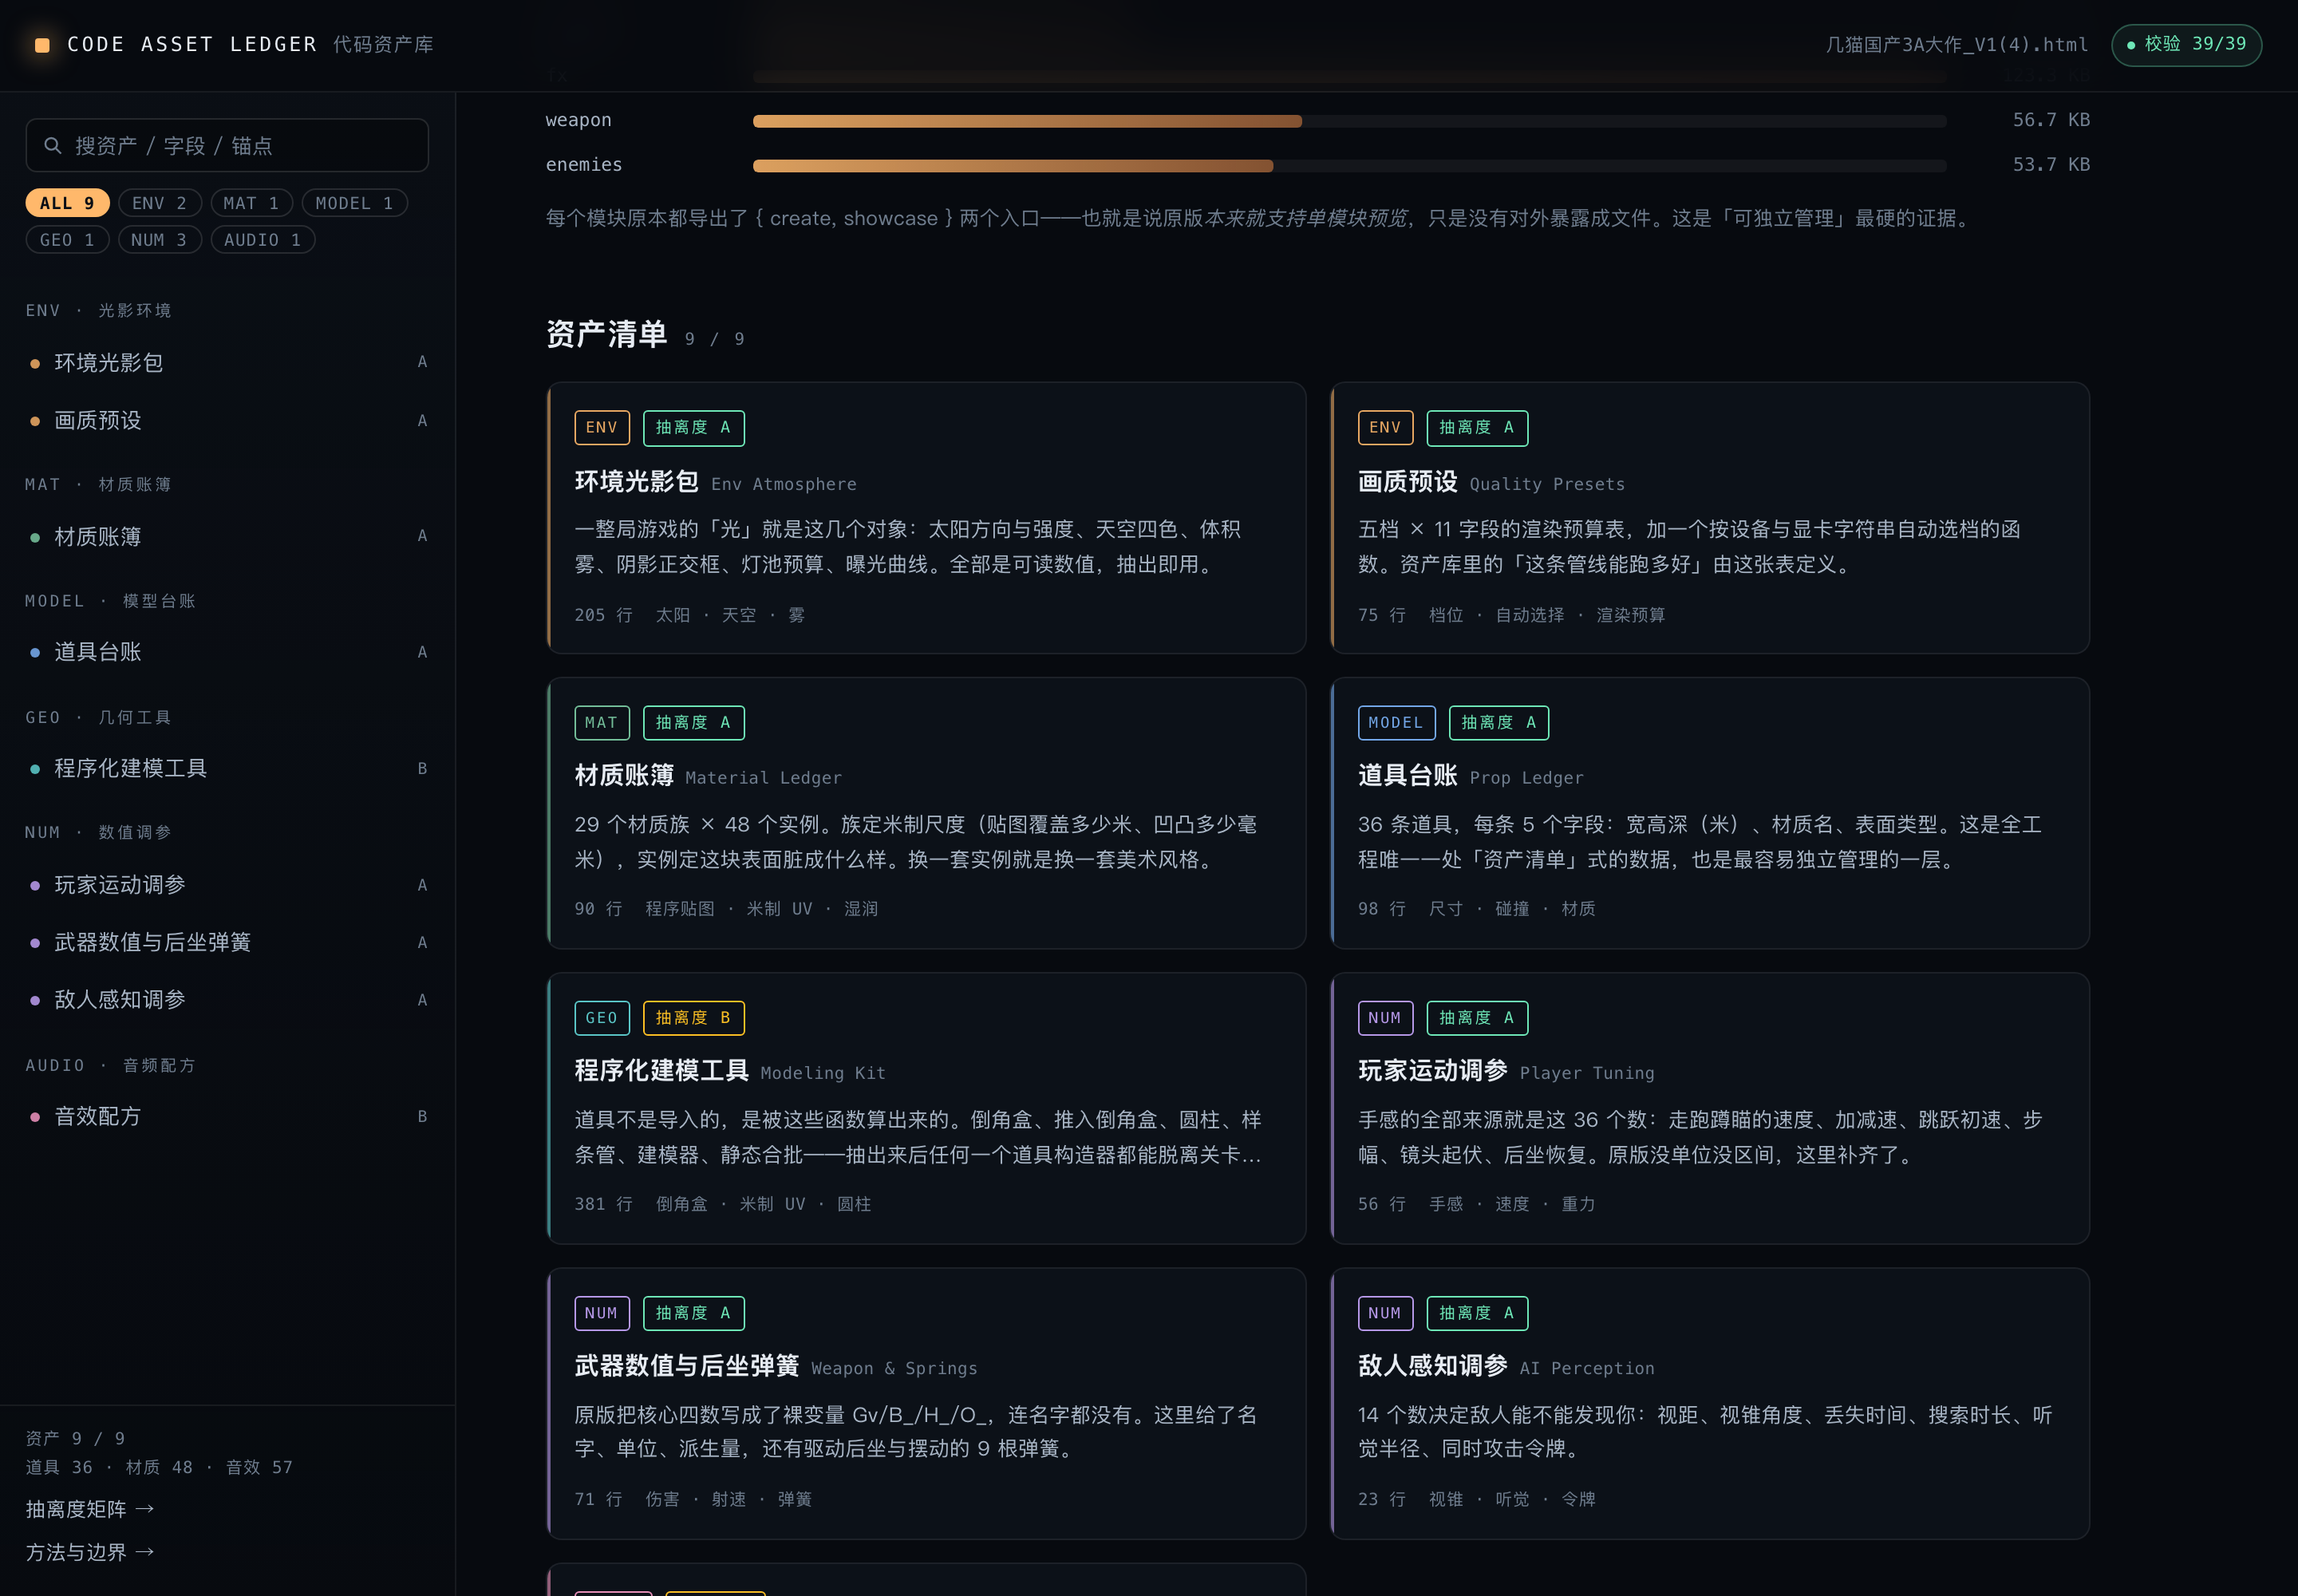 CODE ASSET LEDGER 代码资产库
几猫国产3A大作_V1(4).html
校验 39/39
搜资产 / 字段 / 锚点
ALL 9
ENV 2
MAT 1
MODEL 1
GEO 1
NUM 3
AUDIO 1
ENV · 光影环境
环境光影包 A
画质预设 A
MAT · 材质账簿
材质账簿 A
MODEL · 模型台账
道具台账 A
GEO · 几何工具
程序化建模工具 B
NUM · 数值调参
玩家运动调参 A
武器数值与后坐弹簧 A
敌人感知调参 A
AUDIO · 音频配方
音效配方 B
资产 9 / 9
道具 36 · 材质 48 · 音效 57
抽离度矩阵 →
方法与边界 →
weapon 56.7 KB
enemies 53.7 KB
每个模块原本都导出了 { create, showcase } 两个入口——也就是说原版本来就支持单模块预览，只是没有对外暴露成文件。这是「可独立管理」最硬的证据。
资产清单 9 / 9
ENV 抽离度 A
环境光影包 Env Atmosphere
一整局游戏的「光」就是这几个对象：太阳方向与强度、天空四色、体积
雾、阴影正交框、灯池预算、曝光曲线。全部是可读数值，抽出即用。
205 行 太阳 · 天空 · 雾
ENV 抽离度 A
画质预设 Quality Presets
五档 × 11 字段的渲染预算表，加一个按设备与显卡字符串自动选档的函
数。资产库里的「这条管线能跑多好」由这张表定义。
75 行 档位 · 自动选择 · 渲染预算
MAT 抽离度 A
材质账簿 Material Ledger
29 个材质族 × 48 个实例。族定米制尺度（贴图覆盖多少米、凹凸多少毫
米），实例定这块表面脏成什么样。换一套实例就是换一套美术风格。
90 行 程序贴图 · 米制 UV · 湿润
MODEL 抽离度 A
道具台账 Prop Ledger
36 条道具，每条 5 个字段：宽高深（米）、材质名、表面类型。这是全工
程唯一一处「资产清单」式的数据，也是最容易独立管理的一层。
98 行 尺寸 · 碰撞 · 材质
GEO 抽离度 B
程序化建模工具 Modeling Kit
道具不是导入的，是被这些函数算出来的。倒角盒、推入倒角盒、圆柱、样
条管、建模器、静态合批——抽出来后任何一个道具构造器都能脱离关卡…
381 行 倒角盒 · 米制 UV · 圆柱
NUM 抽离度 A
玩家运动调参 Player Tuning
手感的全部来源就是这 36 个数：走跑蹲瞄的速度、加减速、跳跃初速、步
幅、镜头起伏、后坐恢复。原版没单位没区间，这里补齐了。
56 行 手感 · 速度 · 重力
NUM 抽离度 A
武器数值与后坐弹簧 Weapon & Springs
原版把核心四数写成了裸变量 Gv/B_/H_/O_，连名字都没有。这里给了名
字、单位、派生量，还有驱动后坐与摆动的 9 根弹簧。
71 行 伤害 · 射速 · 弹簧
NUM 抽离度 A
敌人感知调参 AI Perception
14 个数决定敌人能不能发现你：视距、视锥角度、丢失时间、搜索时长、听
觉半径、同时攻击令牌。
23 行 视锥 · 听觉 · 令牌